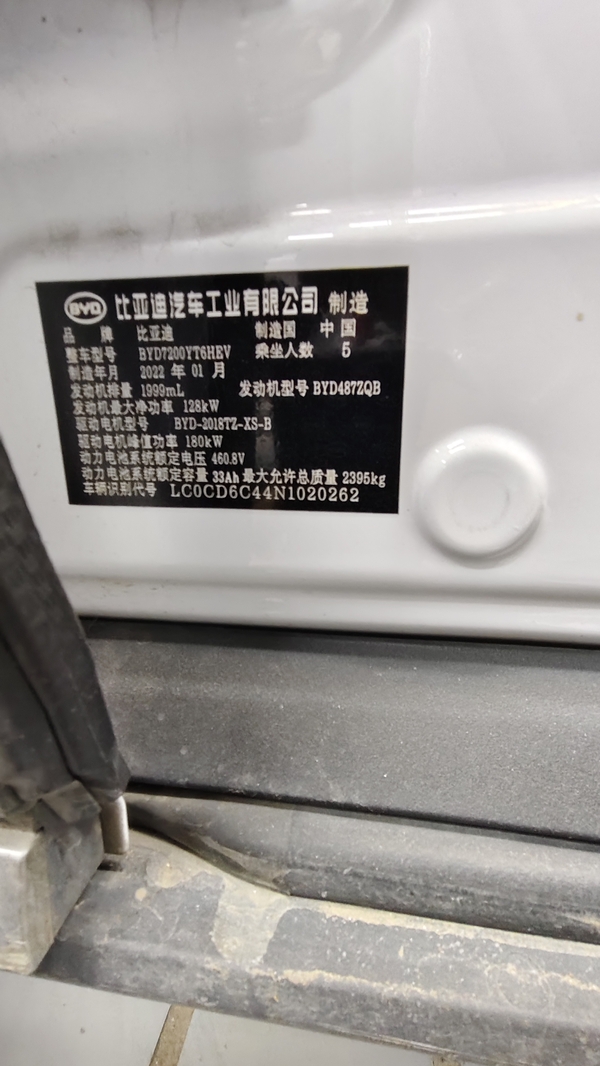 BYD 比亚迪汽车工业有限公司 制造
品 牌 比亚迪 制造国 中国
整车型号 BYD7200YT6HEV 乘坐人数 5
制造年月 2022 年 01 月
发动机排量 1999mL 发动机型号 BYD487ZQB
发动机最大净功率 128kW
驱动电机型号 BYD-2018TZ-XS-B
驱动电机峰值功率 180kW
动力电池系统额定电压 460.8V
动力电池系统额定容量 33Ah 最大允许总质量 2395kg
车辆识别代号 LC0CD6C44N1020262